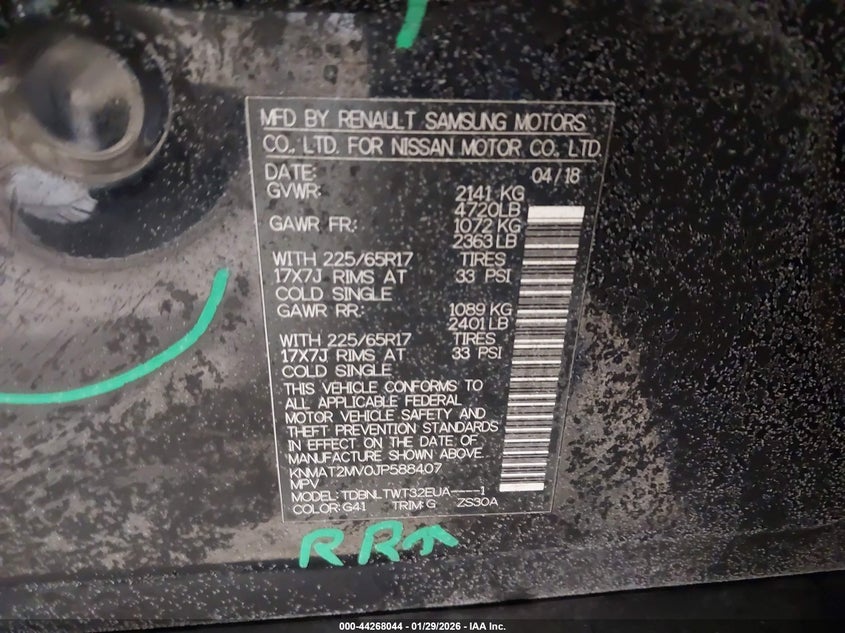 MFD BY RENAULT SAMSUNG MOTORS
CO., LTD. FOR NISSAN MOTOR CO., LTD.
DATE: 04/18
GVWR: 2141 KG
4720LB
GAWR FR: 1072 KG
2363 LB
WITH 225/65R17 TIRES
17X7J RIMS AT 33 PSI
COLD SINGLE
GAWR RR: 1089 KG
2401LB
WITH 225/65R17 TIRES
17X7J RIMS AT 33 PSI
COLD SINGLE
THIS VEHICLE CONFORMS TO
ALL APPLICABLE FEDERAL
MOTOR VEHICLE SAFETY AND
THEFT PREVENTION STANDARDS
IN EFFECT ON THE DATE OF
MANUFACTURE SHOWN ABOVE.
KNMAT2MV0JP588407
MPV
MODEL: TDBNLTWT32EUA----1
COLOR:G41 TRIM:G ZS30A
RR↑
000-44268044 - 01/29/2026 - IAA Inc.